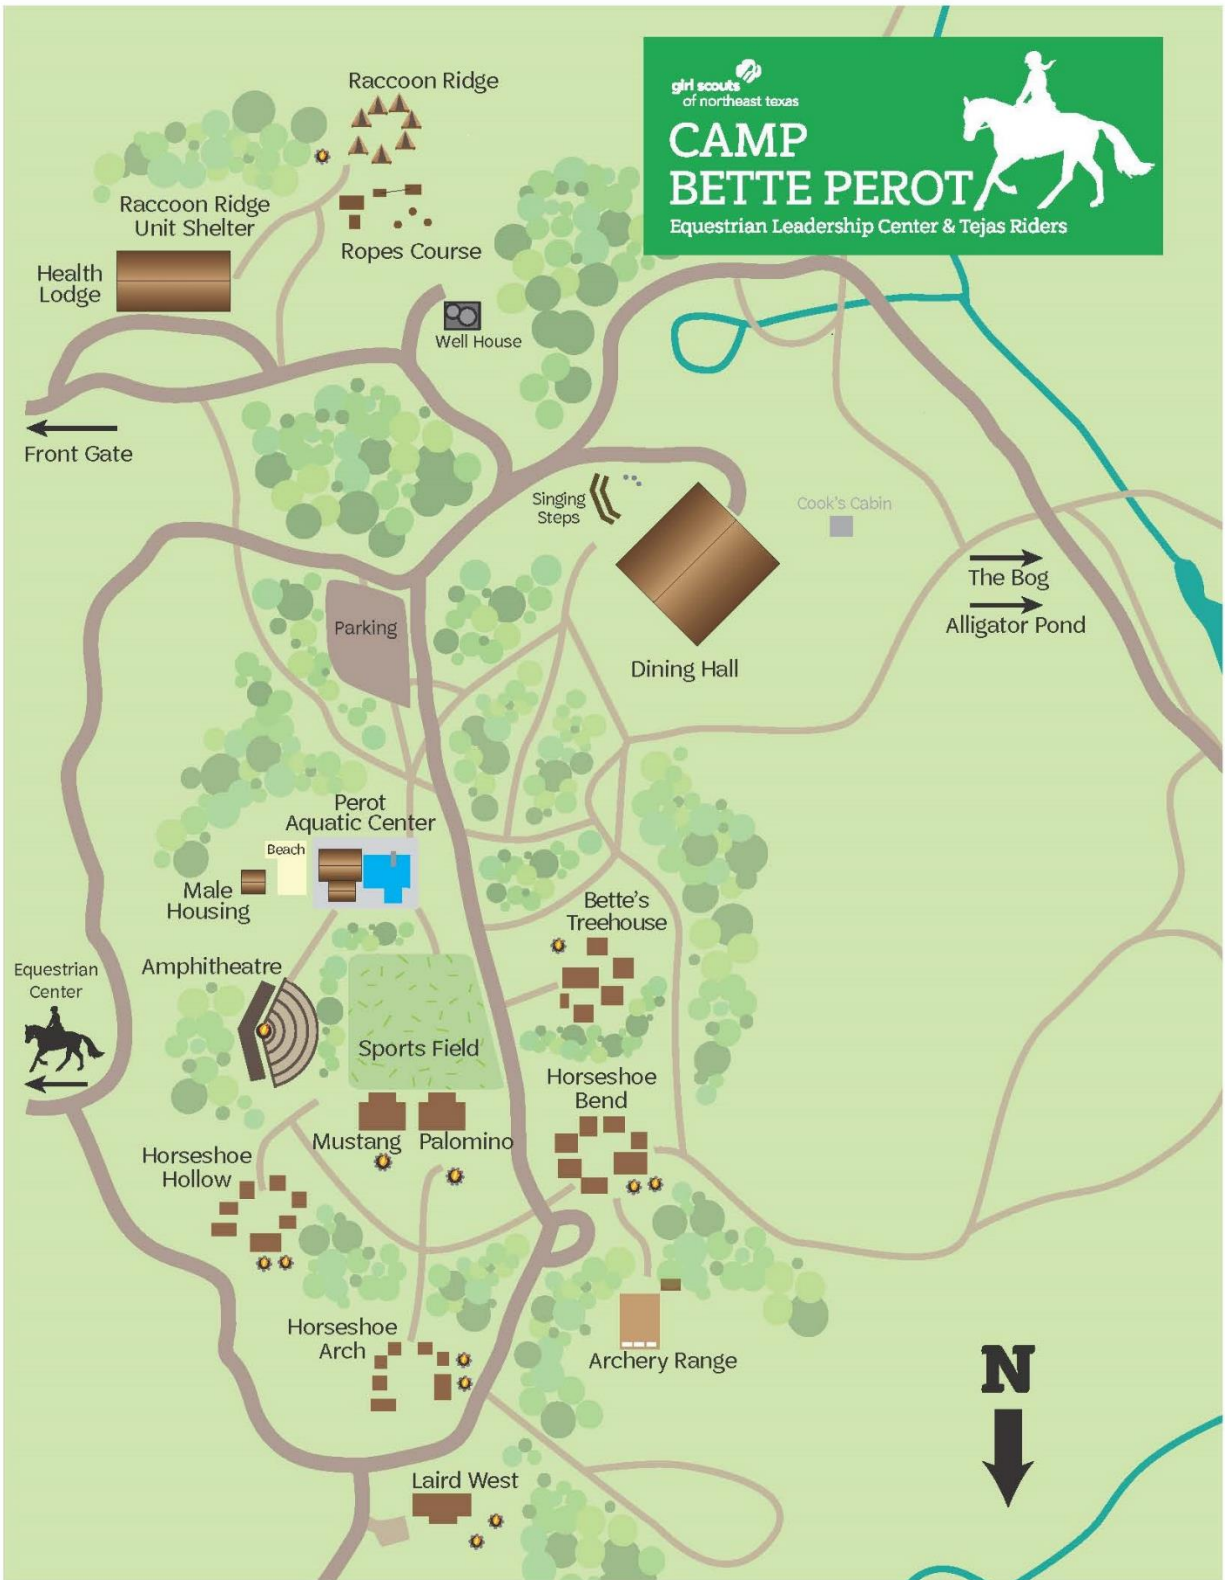 girl scouts
of northeast texas
CAMP
BETTE PEROT
Equestrian Leadership Center & Tejas Riders
Raccoon Ridge
Raccoon Ridge
Unit Shelter
Ropes Course
Health
Lodge
Well House
Front Gate
Singing
Steps
Cook's Cabin
The Bog
Alligator Pond
Parking
Dining Hall
Perot
Aquatic Center
Beach
Male
Housing
Bette's
Treehouse
Equestrian
Center
Amphitheatre
Sports Field
Horseshoe
Bend
Mustang
Palomino
Horseshoe
Hollow
Horseshoe
Arch
Archery Range
N
Laird West